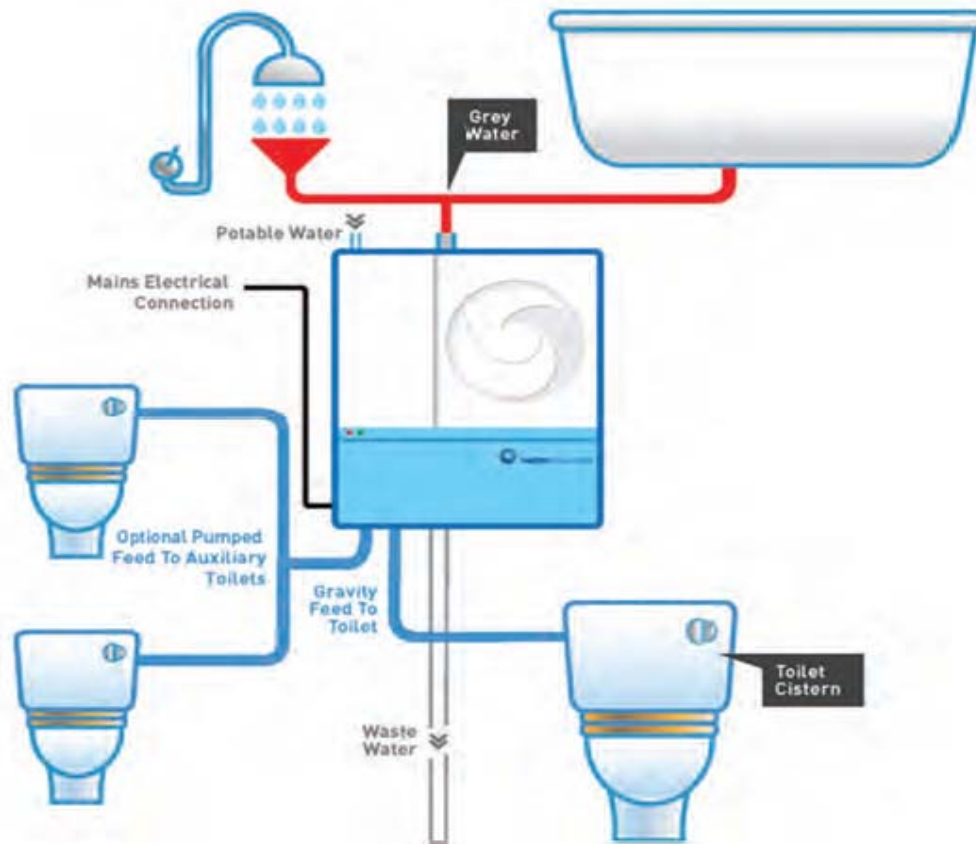 Grey
Water
Potable Water
Mains Electrical
Connection
Optional Pumped
Feed To Auxiliary
Toilets
Gravity
Feed To
Toilet
Toilet
Cistern
Waste
Water